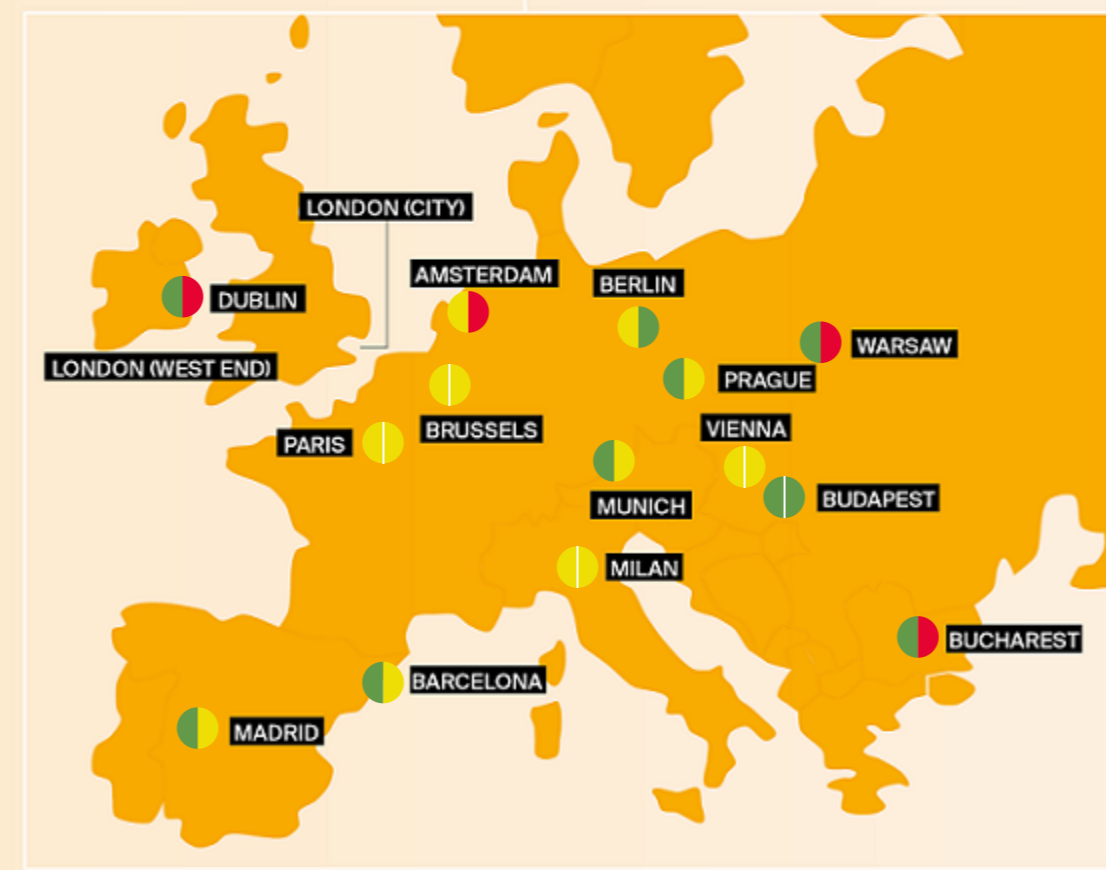 LONDON (CITY)
AMSTERDAM
BERLIN
DUBLIN
WARSAW
LONDON (WEST END)
PRAGUE
VIENNA
BRUSSELS
PARIS
MUNICH
BUDAPEST
MILAN
BUCHAREST
BARCELONA
MADRID